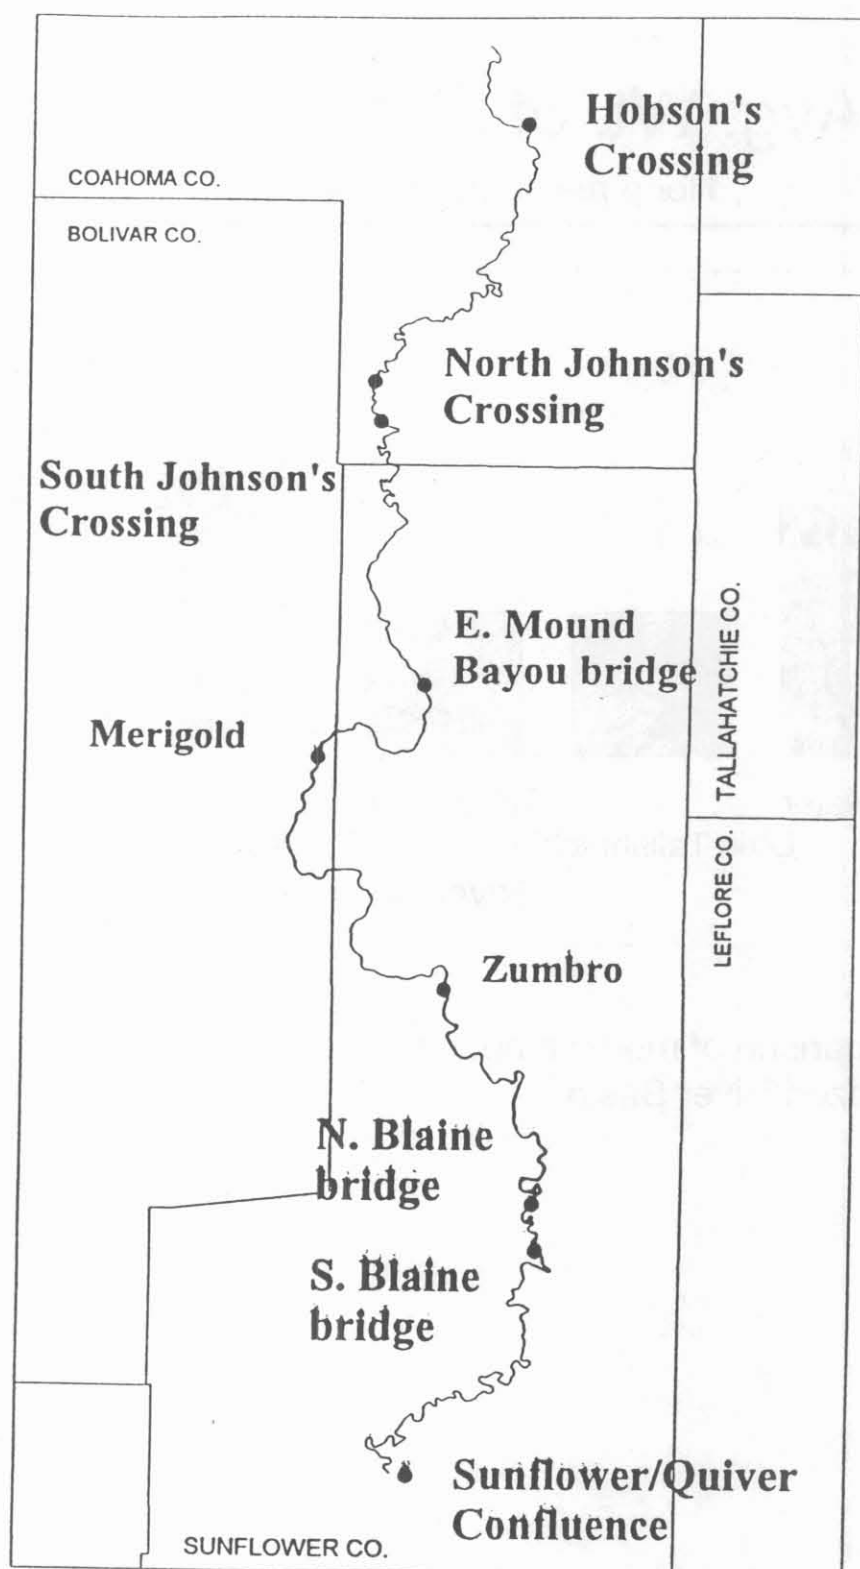 Hobson's
Crossing
COAHOMA CO.
BOLIVAR CO.
North Johnson's
Crossing
South Johnson's
Crossing
E. Mound
Bayou bridge
TALLAHATCHIE CO.
Merigold
LEFLORE CO.
Zumbro
N. Blaine
bridge
S. Blaine
bridge
Sunflower/Quiver
Confluence
SUNFLOWER CO.